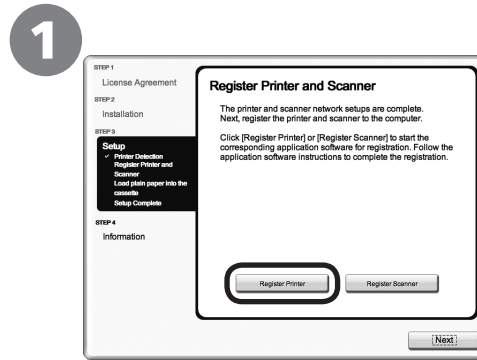 1
STEP 1
License Agreement
STEP 2
Installation
STEP 3
Setup
✓ Printer Detection
Register Printer and
Scanner
Load plain paper into the
cassette
Setup Complete
STEP 4
Information
Register Printer and Scanner
The printer and scanner network setups are complete.
Next, register the printer and scanner to the computer.
Click [Register Printer] or [Register Scanner] to start the
corresponding application software for registration. Follow the
application software instructions to complete the registration.
Register Printer
Register Scanner
Next